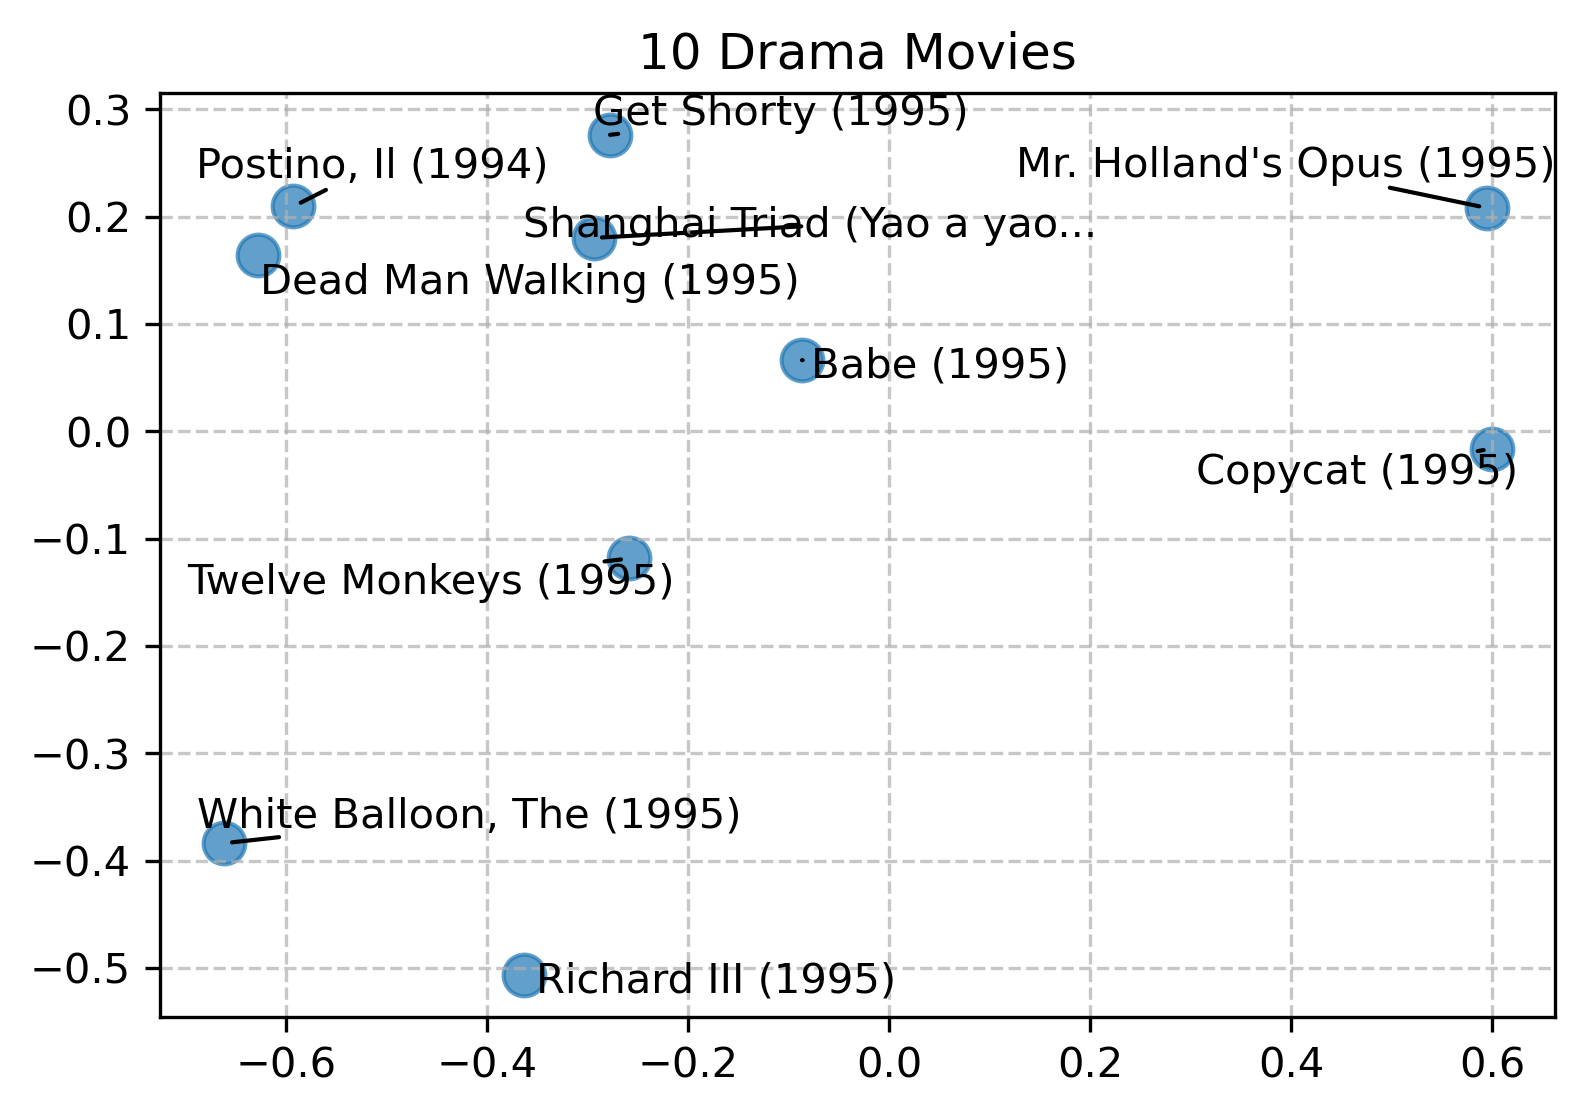 10 Drama Movies
0.3
Get Shorty (1995)
Postino, Il (1994)
Mr. Holland's Opus (1995)
0.2
Shanghai Triad (Yao a yao...
Dead Man Walking (1995)
0.1
Babe (1995)
0.0
Copycat (1995)
−0.1
Twelve Monkeys (1995)
−0.2
−0.3
White Balloon, The (1995)
−0.4
−0.5
Richard III (1995)
−0.6 −0.4 −0.2 0.0 0.2 0.4 0.6